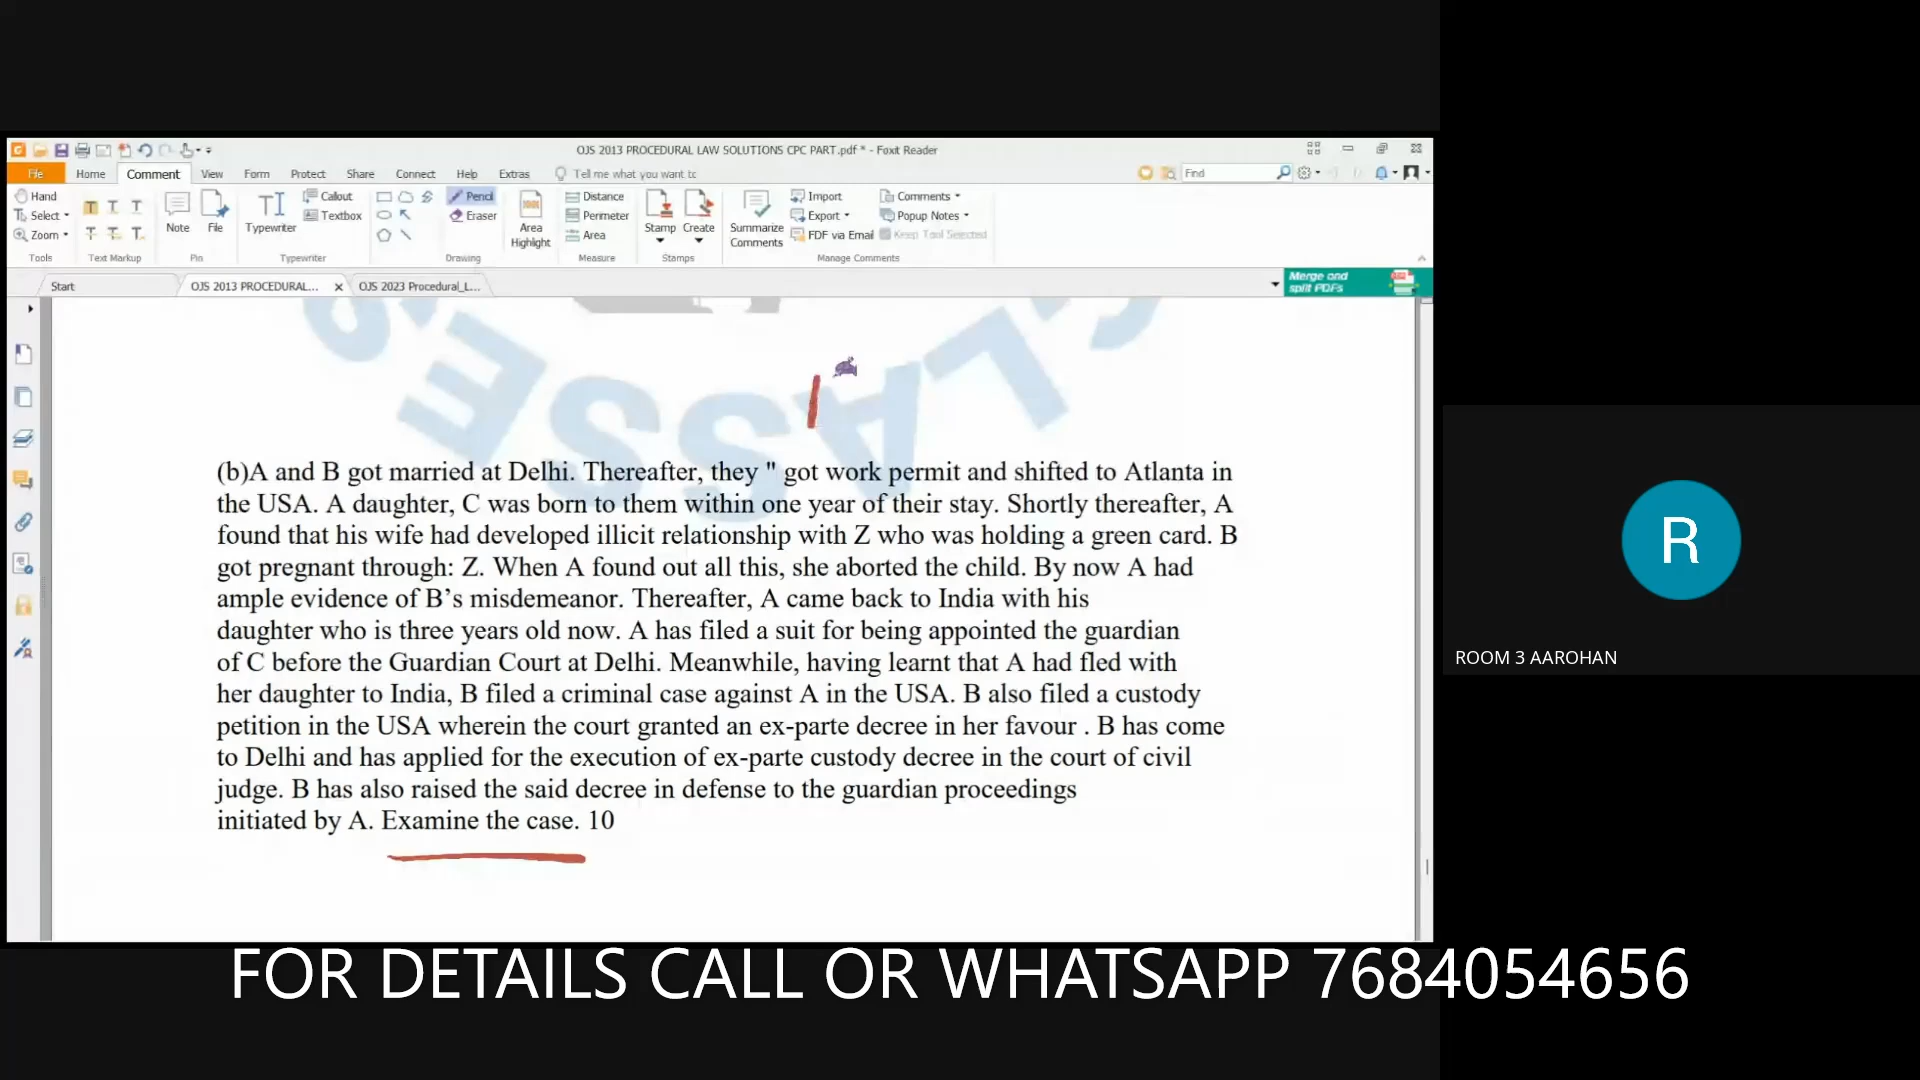 OJS 2013 PROCEDURAL LAW SOLUTIONS CPC PART.pdf * - Foxit Reader
File Home Comment View Form Protect Share Connect Help Extras Tell me what you want to Find
Hand
Select
Zoom
Tools
Text Markup
Note
File
Pin
Typewriter
Callout
Textbox
Typewriter
Pencil
Eraser
Drawing
Area
Highlight
Distance
Perimeter
Area
Measure
Stamp
Create
Stamps
Summarize
Comments
Import
Export
FDF via Email
Comments
Popup Notes
Keep Tool Selected
Manage Comments
Start
OJS 2013 PROCEDURAL...
OJS 2023 Procedural_L...
Merge and
split PDFs
CLASSES
(b)A and B got married at Delhi. Thereafter, they " got work permit and shifted to Atlanta in
the USA. A daughter, C was born to them within one year of their stay. Shortly thereafter, A
found that his wife had developed illicit relationship with Z who was holding a green card. B
got pregnant through: Z. When A found out all this, she aborted the child. By now A had
ample evidence of B’s misdemeanor. Thereafter, A came back to India with his
daughter who is three years old now. A has filed a suit for being appointed the guardian
of C before the Guardian Court at Delhi. Meanwhile, having learnt that A had fled with
her daughter to India, B filed a criminal case against A in the USA. B also filed a custody
petition in the USA wherein the court granted an ex-parte decree in her favour . B has come
to Delhi and has applied for the execution of ex-parte custody decree in the court of civil
judge. B has also raised the said decree in defense to the guardian proceedings
initiated by A. Examine the case. 10
R
ROOM 3 AAROHAN
FOR DETAILS CALL OR WHATSAPP 7684054656